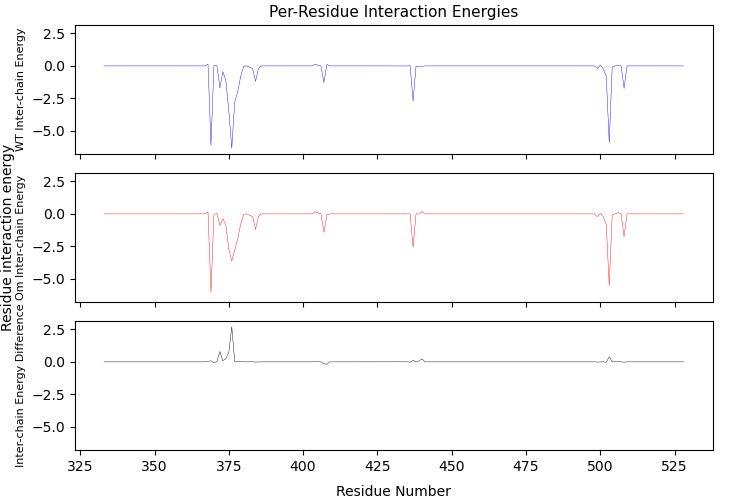 Per-Residue Interaction Energies
WT Inter-chain Energy
2.5
0.0
−2.5
−5.0
Residue interaction energy
Om Inter-chain Energy
2.5
0.0
−2.5
−5.0
Inter-chain Energy Difference
2.5
0.0
−2.5
−5.0
325 350 375 400 425 450 475 500 525
Residue Number